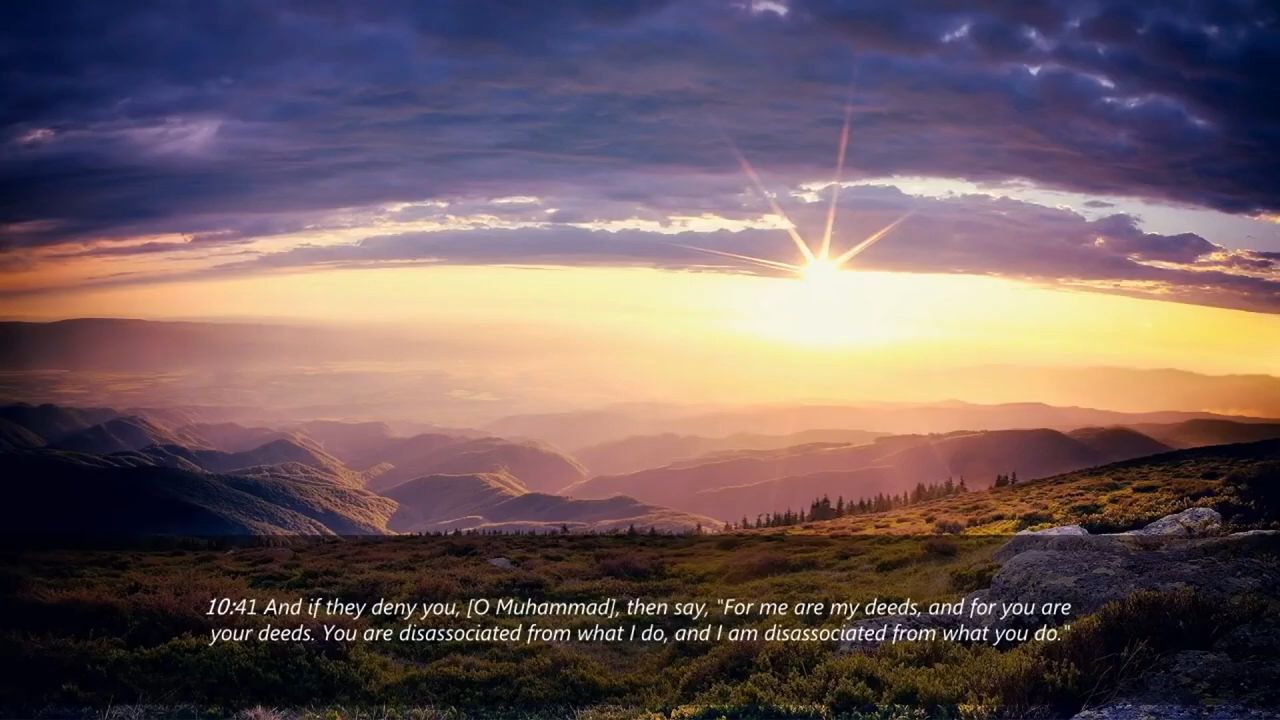 10:41 And if they deny you, [O Muhammad], then say, "For me are my deeds, and for you are
your deeds. You are disassociated from what I do, and I am disassociated from what you do."